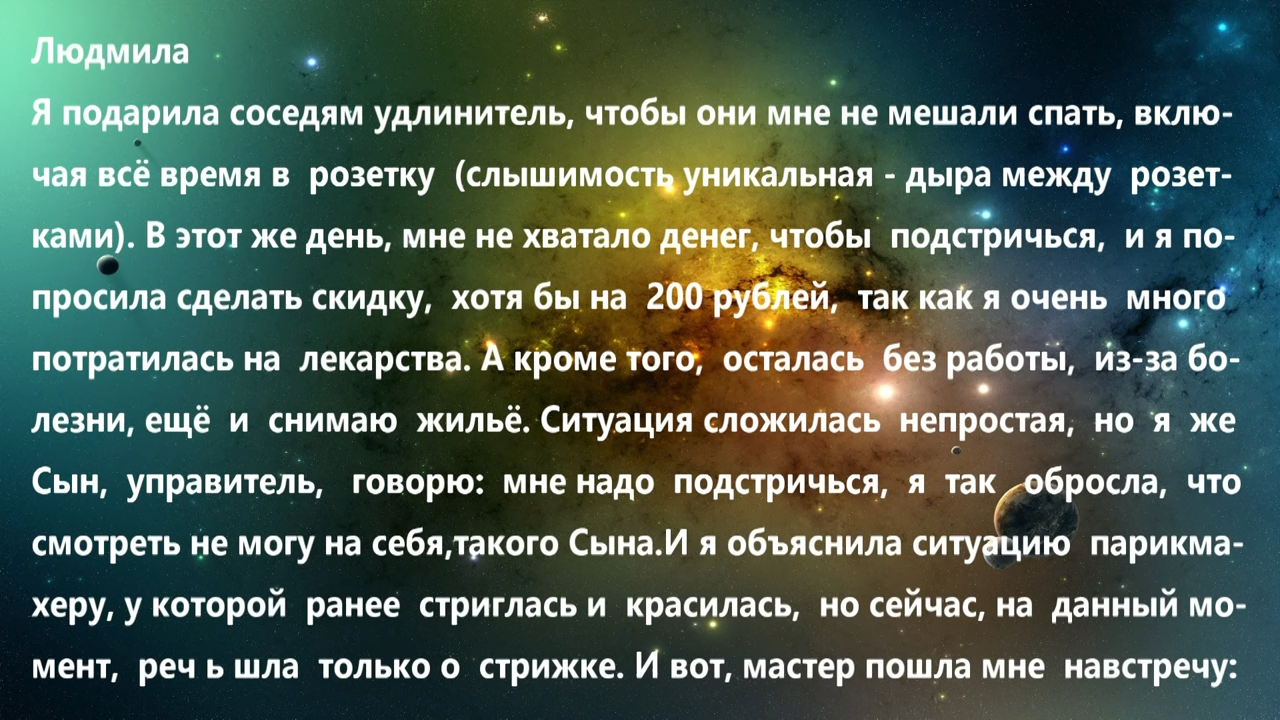 Людмила
Я подарила соседям удлинитель, чтобы они мне не мешали спать, вклю-
чая всё время в розетку (слышимость уникальная - дыра между розет-
ками). В этот же день, мне не хватало денег, чтобы подстричься, и я по-
просила сделать скидку, хотя бы на 200 рублей, так как я очень много
потратилась на лекарства. А кроме того, осталась без работы, из-за бо-
лезни, ещё и снимаю жильё. Ситуация сложилась непростая, но я же
Сын, управитель, говорю: мне надо подстричься, я так обросла, что
смотреть не могу на себя,такого Сына.И я объяснила ситуацию парикма-
херу, у которой ранее стриглась и красилась, но сейчас, на данный мо-
мент, реч ь шла только о стрижке. И вот, мастер пошла мне навстречу: